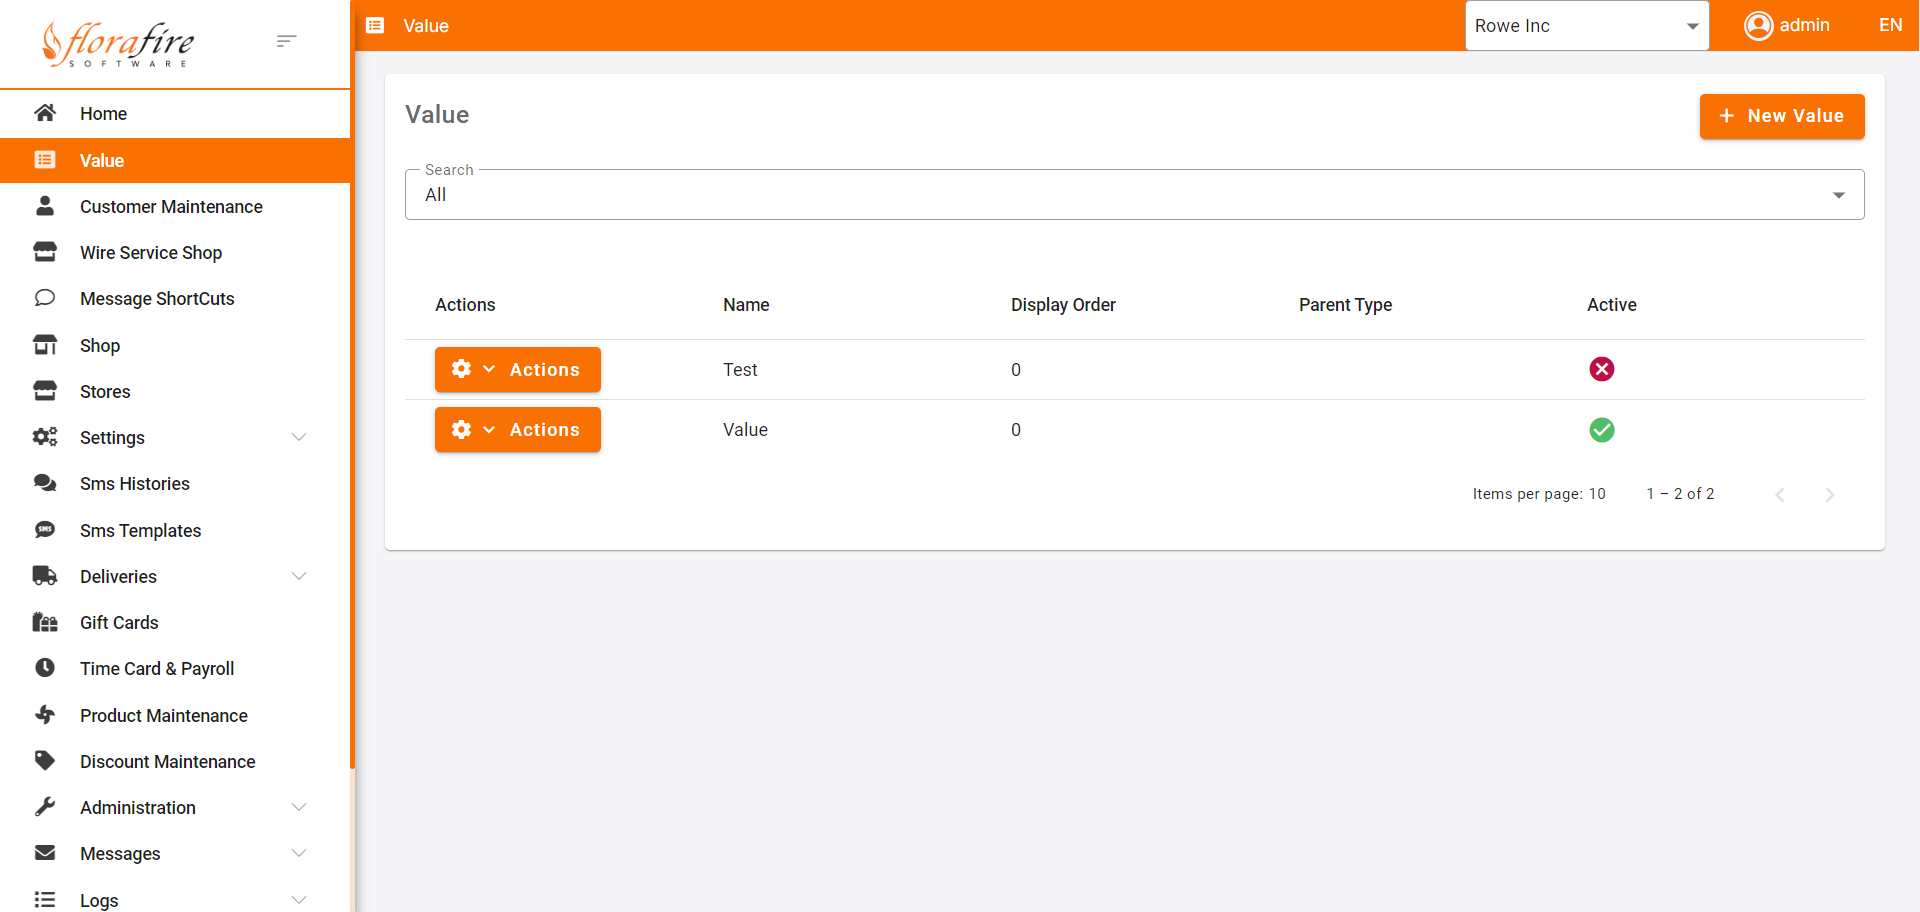 florafire
SOFTWARE
Value
Rowe Inc
admin
EN
Home
Value
Customer Maintenance
Wire Service Shop
Message ShortCuts
Shop
Stores
Settings
Sms Histories
SMS
Sms Templates
Deliveries
Gift Cards
Time Card & Payroll
Product Maintenance
Discount Maintenance
Administration
Messages
Logs
Value
New Value
Search
All
Actions Name Display Order Parent Type Active
Actions Test 0
Actions Value 0
Items per page: 10 1 – 2 of 2